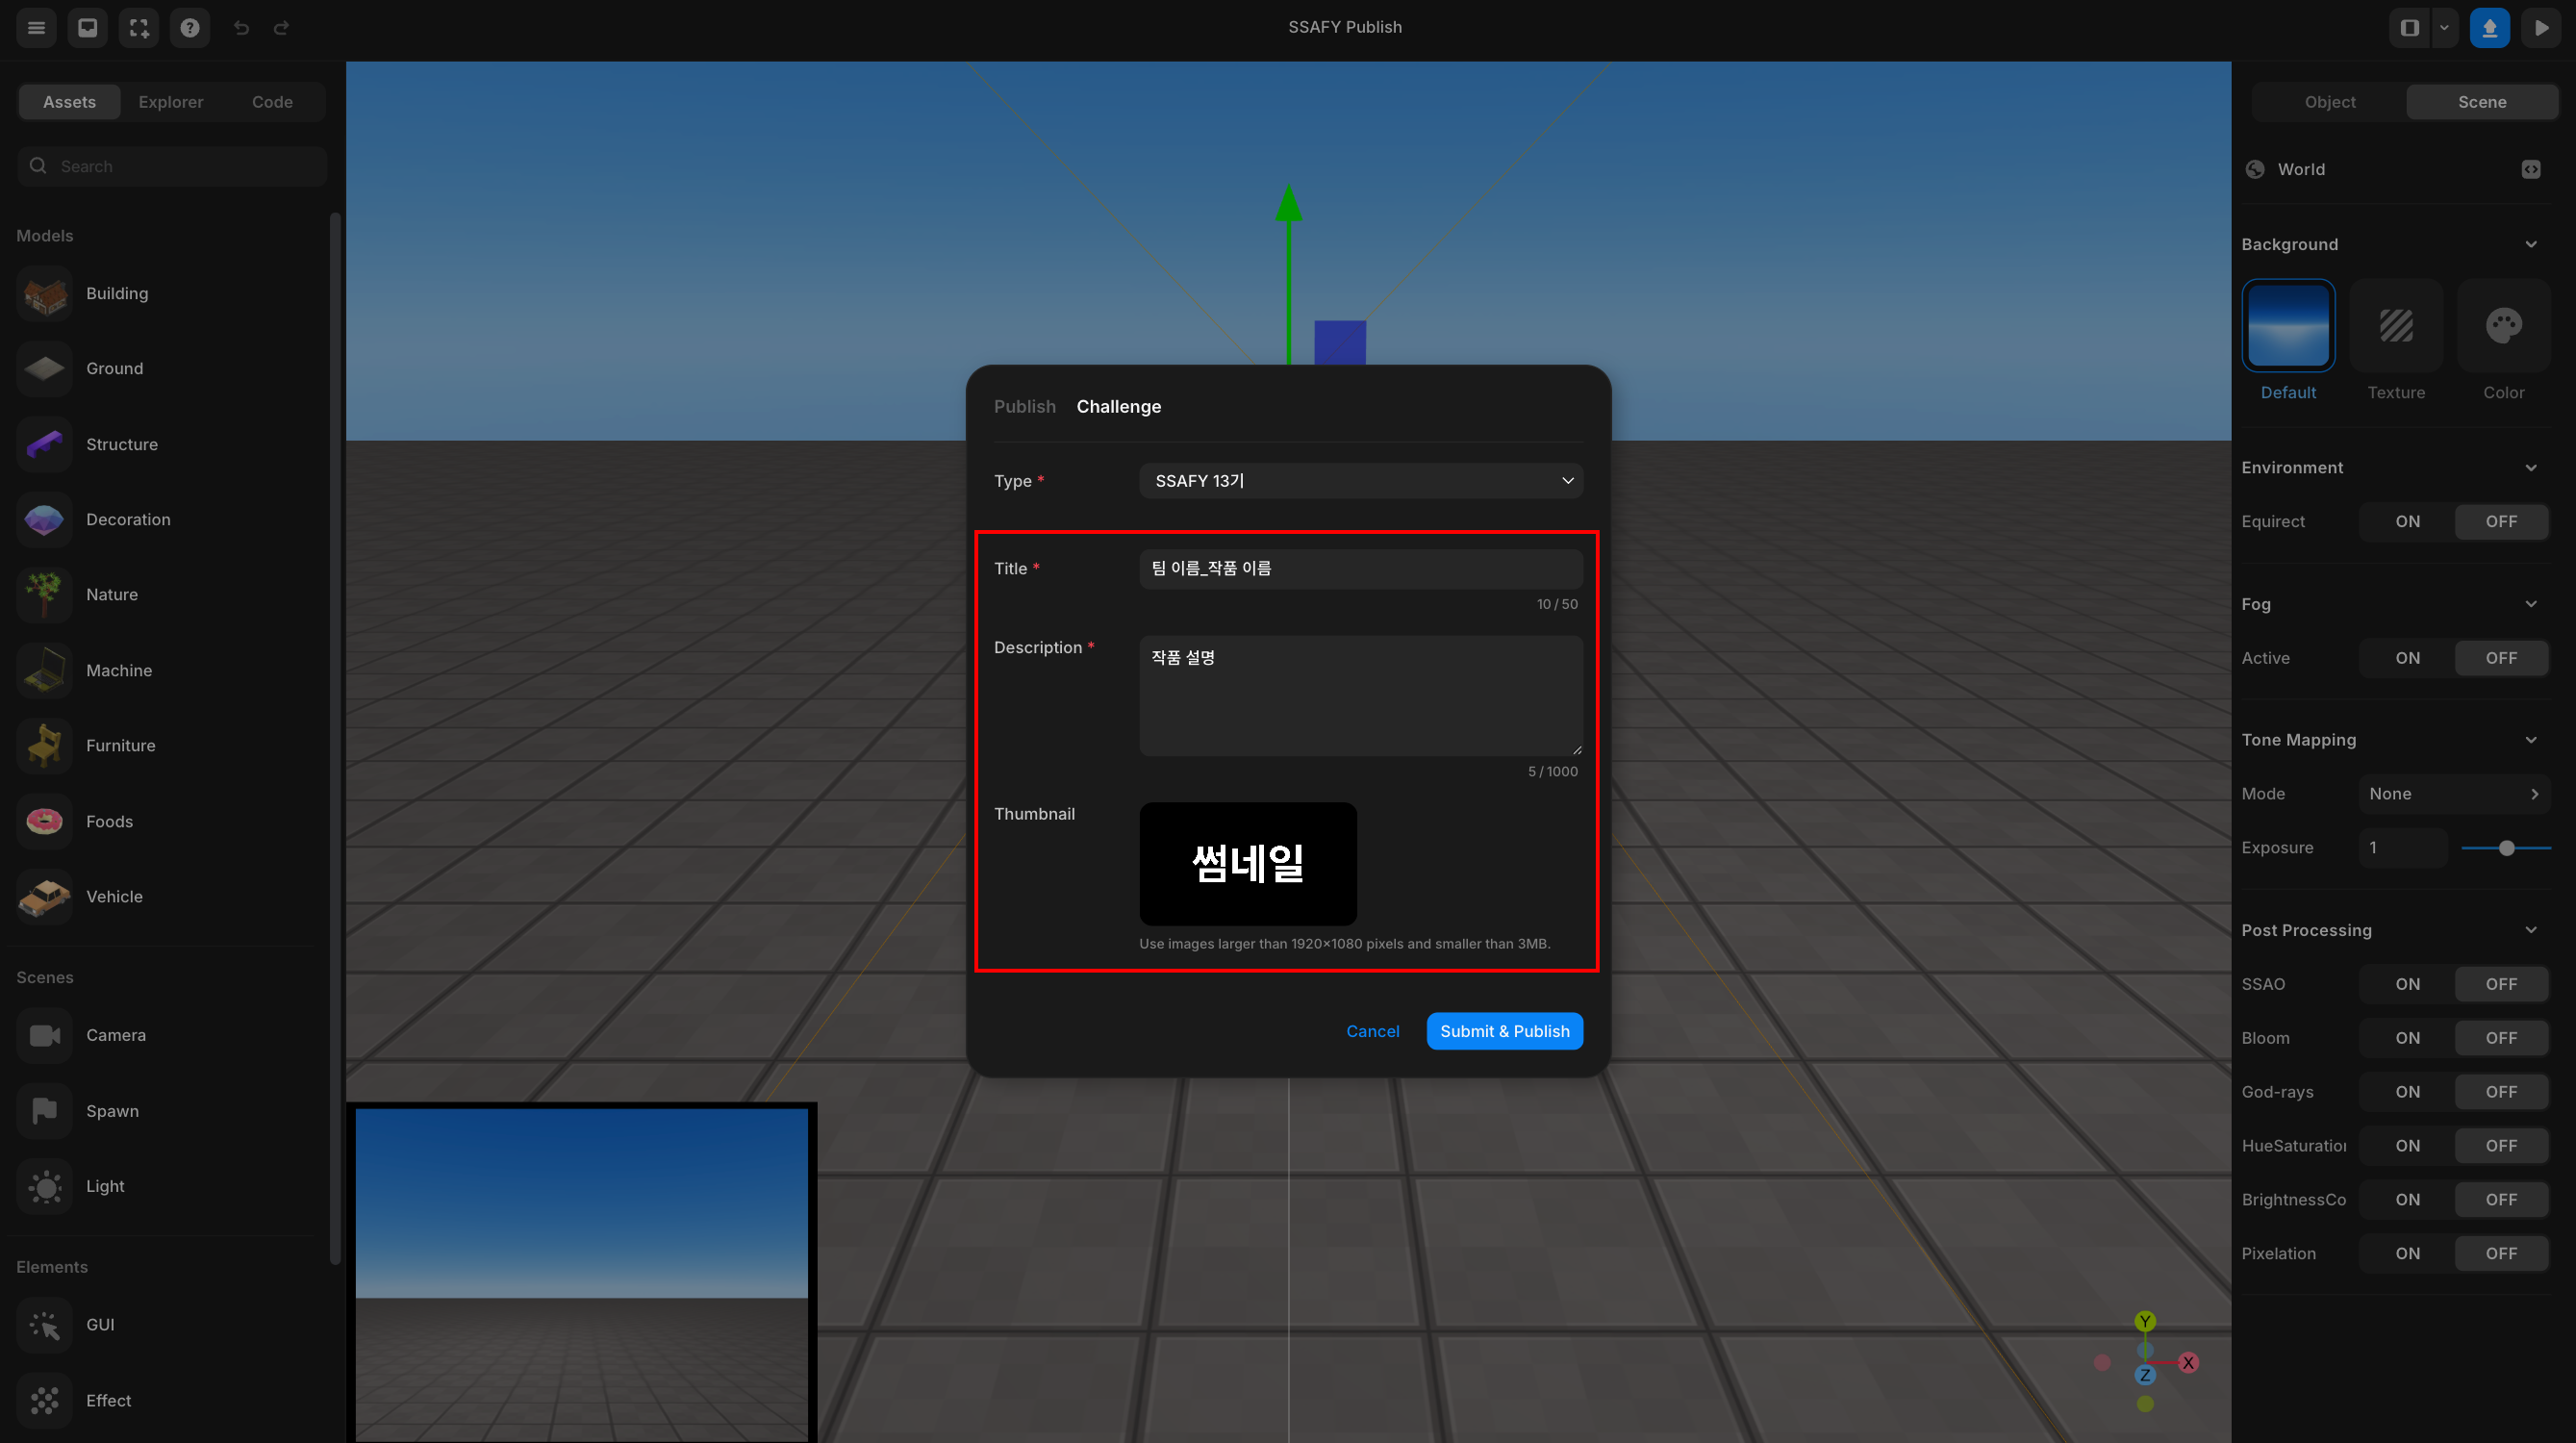 SSAFY Publish
Assets Explorer Code
Search
Models
Building
Ground
Structure
Decoration
Nature
Machine
Furniture
Foods
Vehicle
Scenes
Camera
Spawn
Light
Elements
GUI
Effect
Publish Challenge
Type * SSAFY 13기
Title * 팀 이름_작품 이름
10 / 50
Description * 작품 설명
5 / 1000
Thumbnail
썸네일
Use images larger than 1920×1080 pixels and smaller than 3MB.
Cancel Submit & Publish
Y
X
Z
Object Scene
World
Background
Default Texture Color
Environment
Equirect ON OFF
Fog
Active ON OFF
Tone Mapping
Mode None
Exposure 1
Post Processing
SSAO ON OFF
Bloom ON OFF
God-rays ON OFF
HueSaturation ON OFF
BrightnessCo ON OFF
Pixelation ON OFF